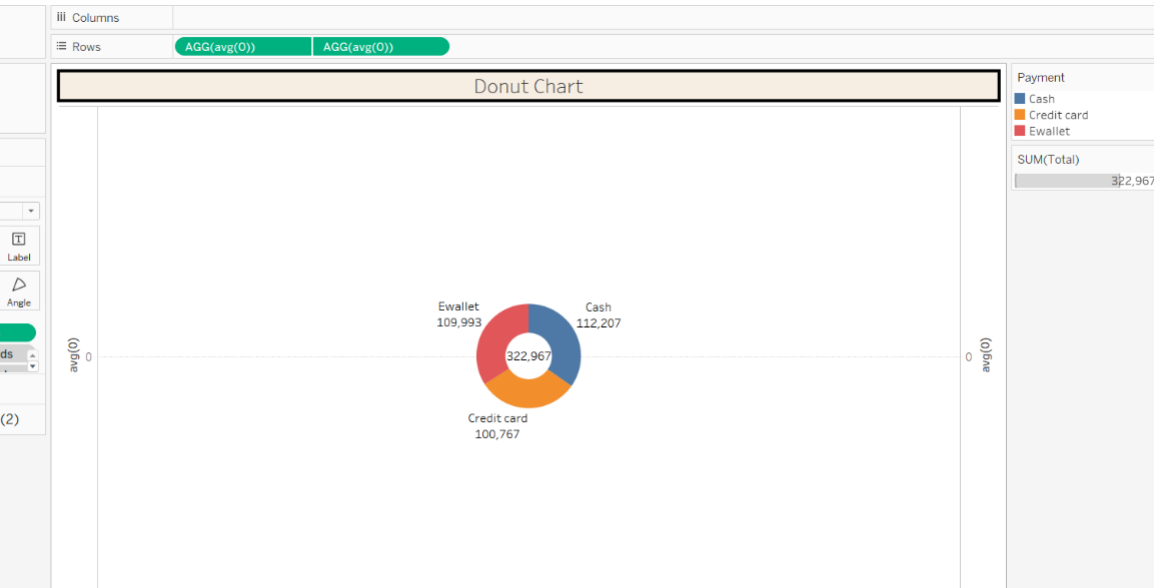 iii Columns
Rows
AGG(avg(0)) AGG(avg(0))
Donut Chart
Payment
Cash
Credit card
Ewallet
SUM(Total)
322,967
Label
Angle
ds
(2)
avg(0)
0
Ewallet
109,993
Cash
112,207
322,967
Credit card
100,767
0
avg(0)